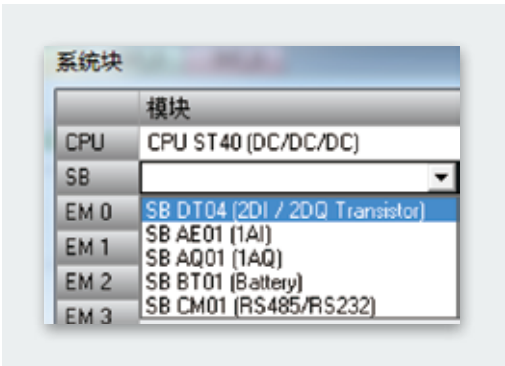 系统块
模块
CPU CPU ST40 (DC/DC/DC)
SB
EM 0 SB DT04 (2DI / 2DQ Transistor)
EM 1 SB AE01 (1AI)
SB AQ01 (1AQ)
EM 2 SB BT01 (Battery)
EM 3 SB CM01 (RS485/RS232)